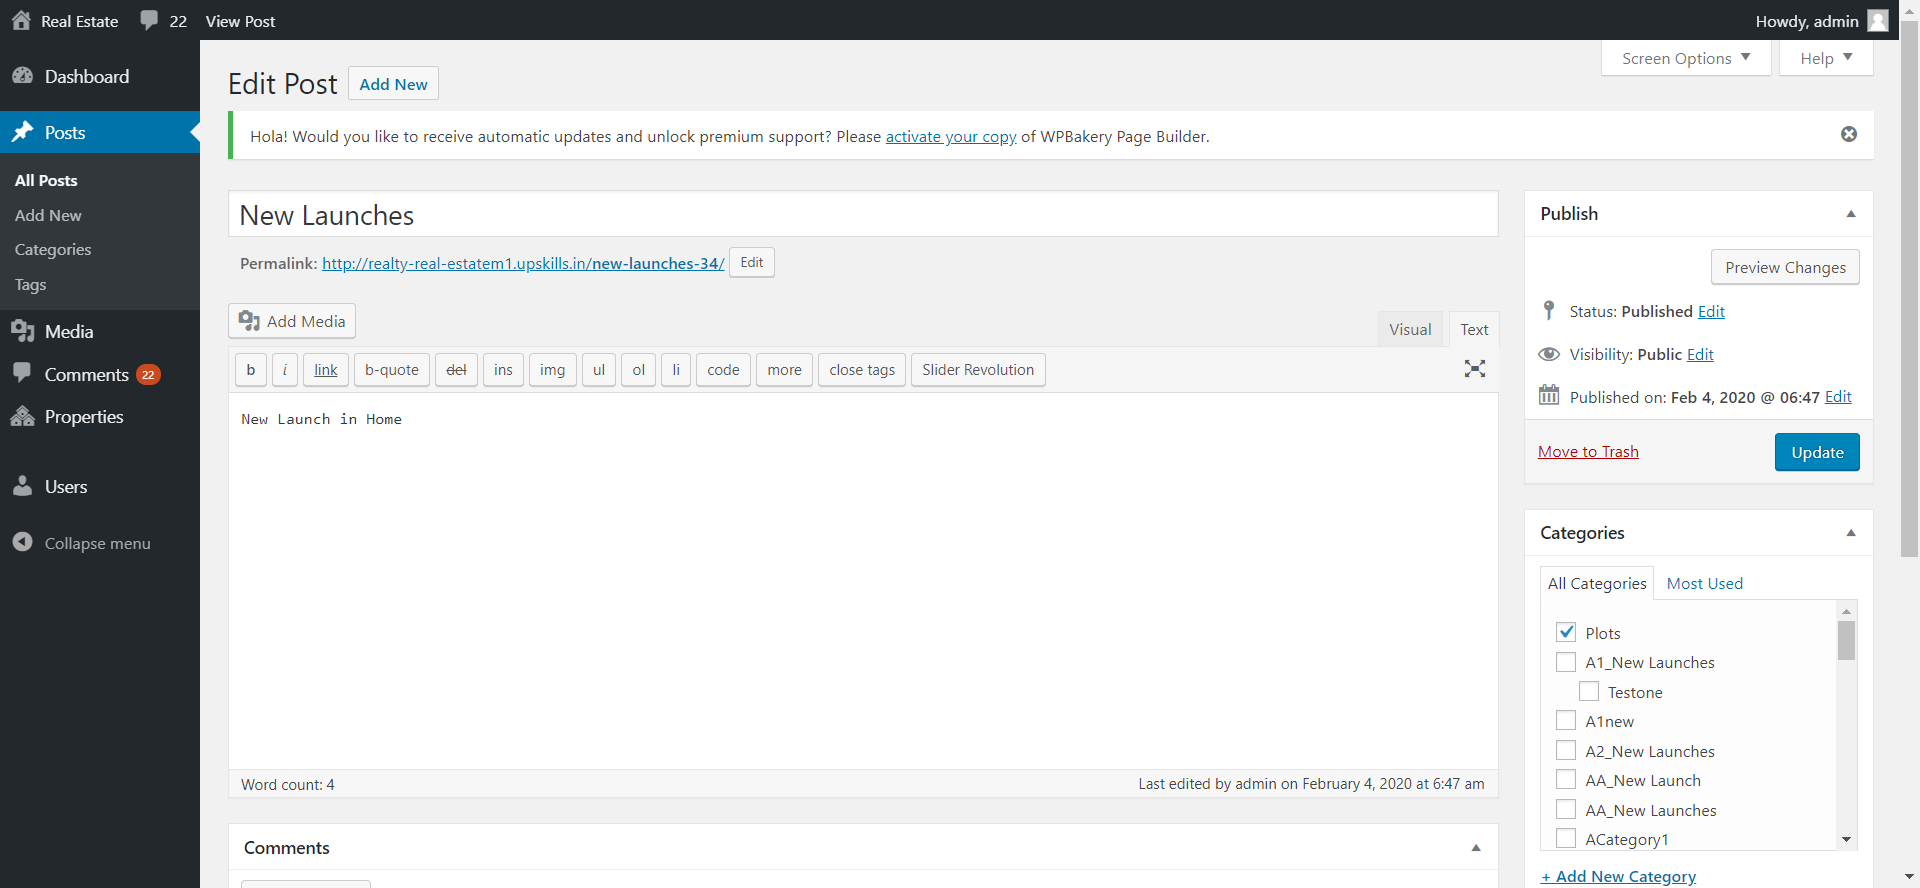 Real Estate 22 View Post Howdy, admin
Dashboard
Posts
All Posts
Add New
Categories
Tags
Media
Comments 22
Properties
Users
Collapse menu
Screen Options Help
Edit Post Add New
Hola! Would you like to receive automatic updates and unlock premium support? Please activate your copy of WPBakery Page Builder.
New Launches
Permalink: http://realty-real-estatem1.upskills.in/new-launches-34/ Edit
Add Media
Visual Text
b i link b-quote del ins img ul ol li code more close tags Slider Revolution
New Launch in Home
Word count: 4 Last edited by admin on February 4, 2020 at 6:47 am
Comments
Publish
Preview Changes
Status: Published Edit
Visibility: Public Edit
Published on: Feb 4, 2020 @ 06:47 Edit
Move to Trash Update
Categories
All Categories Most Used
Plots
A1_New Launches
Testone
A1new
A2_New Launches
AA_New Launch
AA_New Launches
ACategory1
+ Add New Category